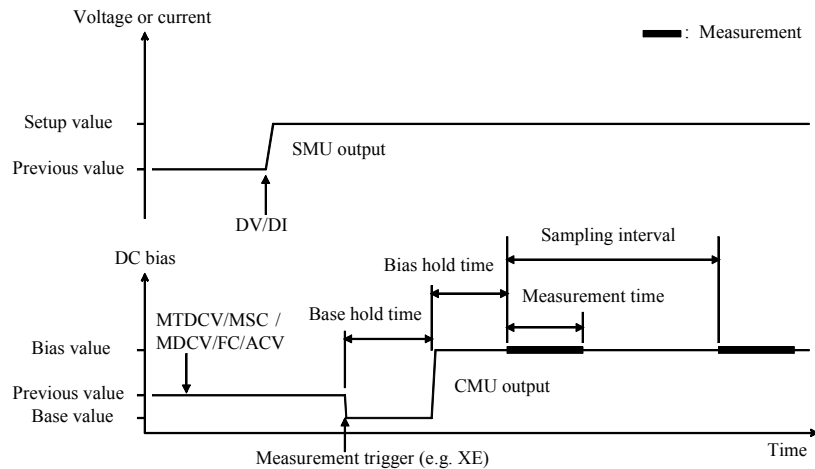 Voltage or current
: Measurement
Setup value
SMU output
Previous value
DV/DI
Sampling interval
DC bias
Bias hold time
Measurement time
MTDCV/MSC /
MDCV/FC/ACV
Base hold time
Bias value
CMU output
Previous value
Base value
Time
Measurement trigger (e.g. XE)